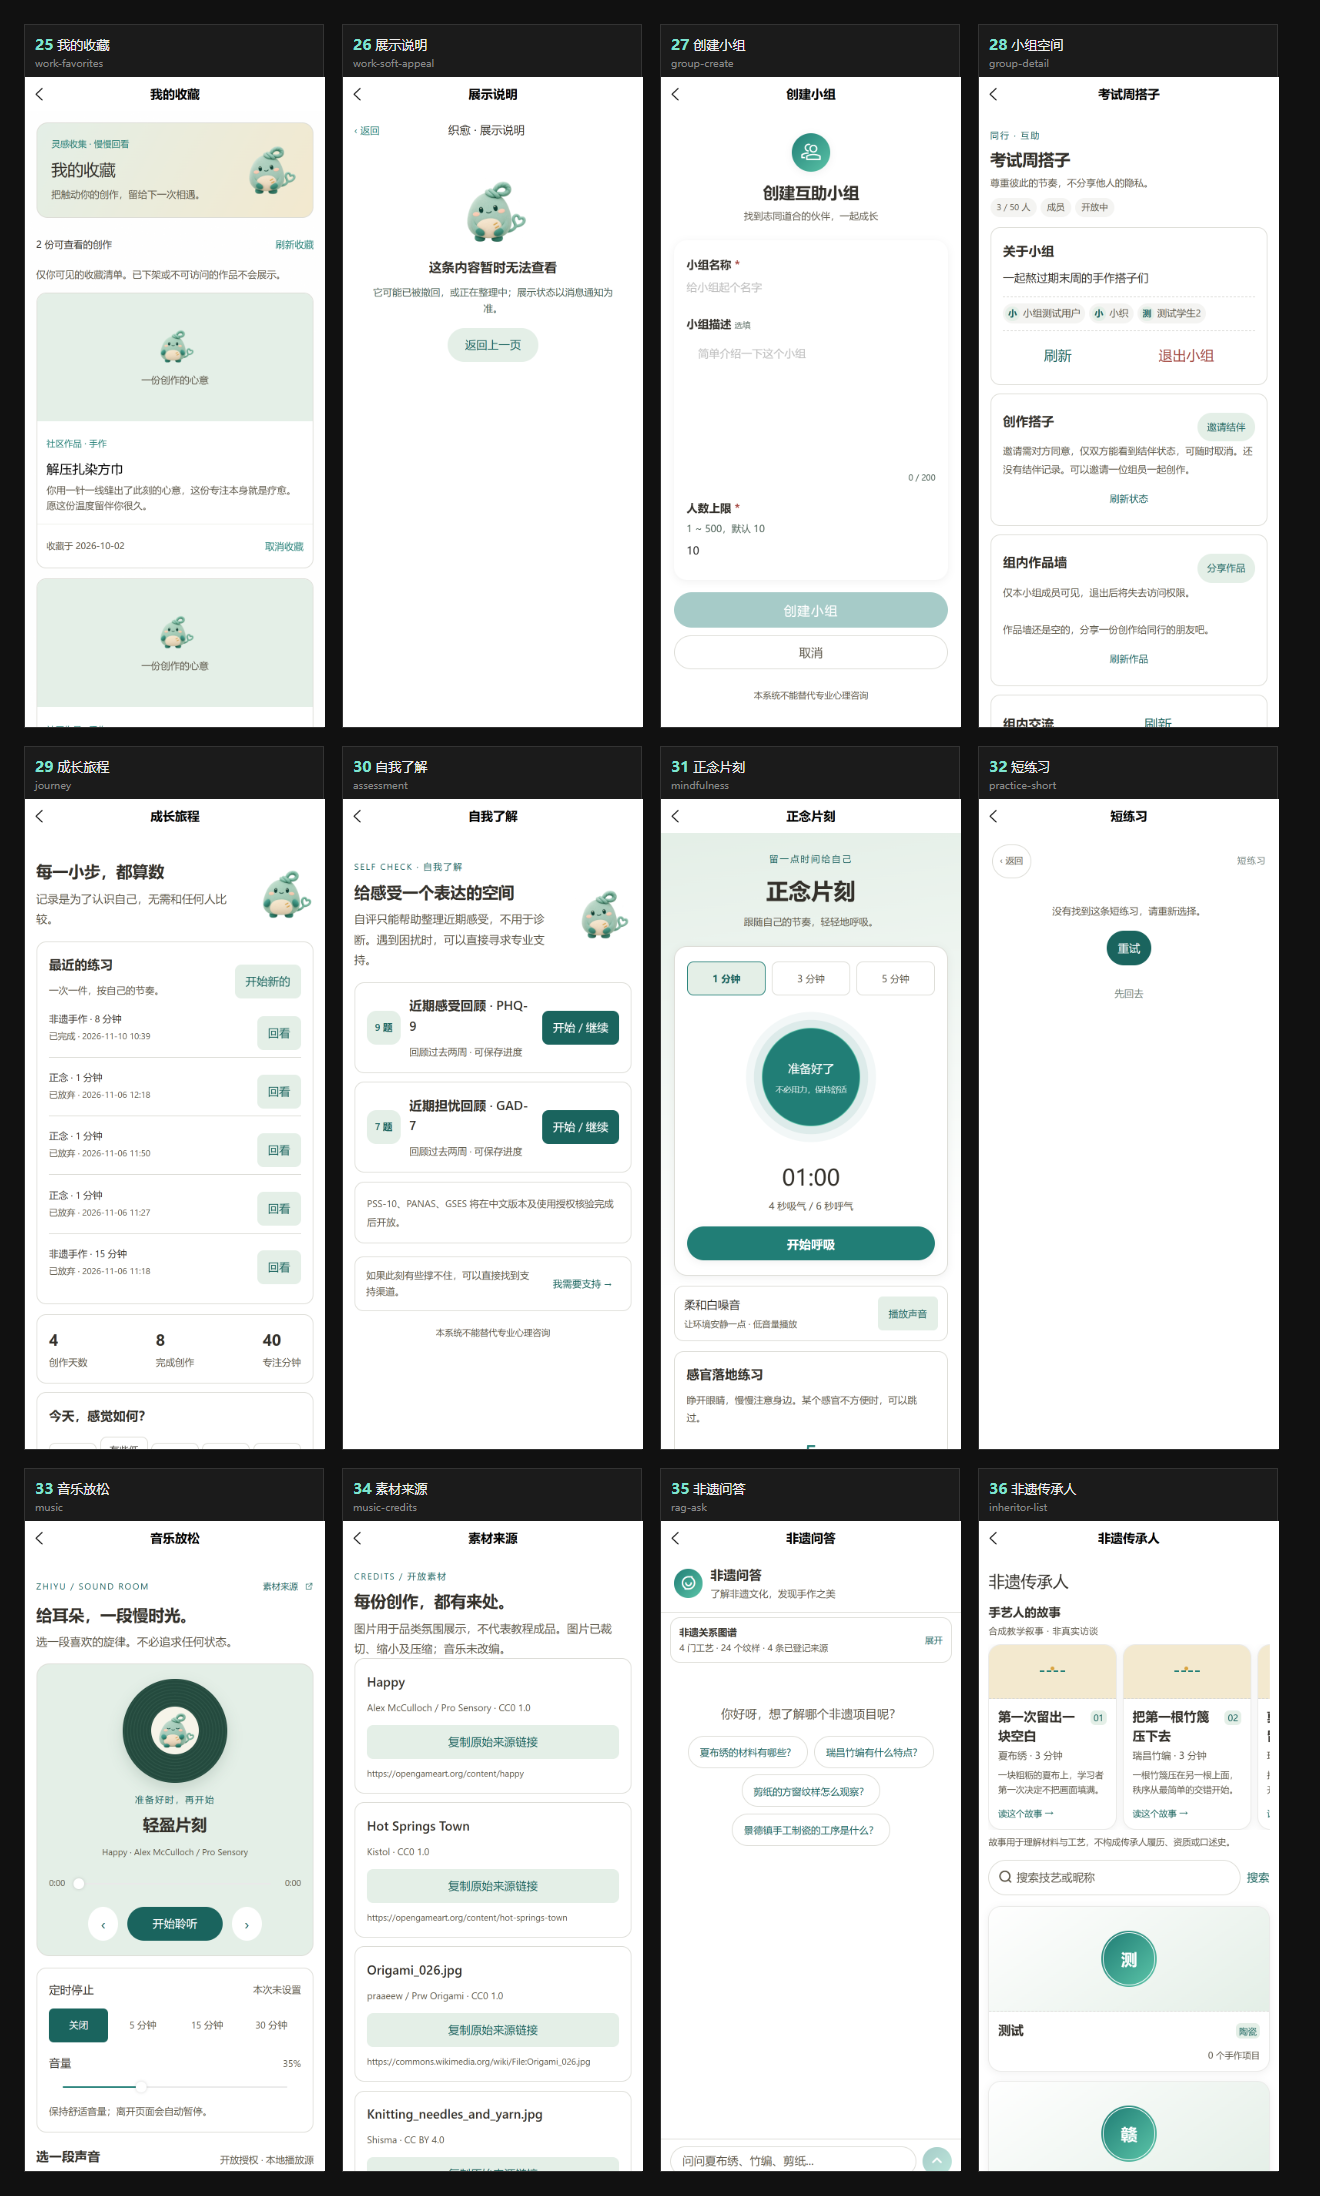 25 我的收藏
work-favorites
我的收藏
灵感收集 · 慢慢回看
我的收藏
把触动你的创作，留给下一次相遇。
2 份可查看的创作
刷新收藏
仅你可见的收藏清单。已下架或不可访问的作品不会展示。
一份创作的心意
社区作品 · 手作
解压扎染方巾
你用一针一线缝出了此刻的心意，这份专注本身就是疗愈。
愿这份温度留伴你很久。
收藏于 2026-10-02
取消收藏
一份创作的心意
26 展示说明
work-soft-appeal
展示说明
‹ 返回
织愈 · 展示说明
这条内容暂时无法查看
它可能已被撤回，或正在整理中；展示状态以消息通知为
准。
返回上一页
27 创建小组
group-create
创建小组
创建互助小组
找到志同道合的伙伴，一起成长
小组名称 *
给小组起个名字
小组描述 选填
简单介绍一下这个小组
0 / 200
人数上限 *
1 ~ 500，默认 10
10
创建小组
取消
本系统不能替代专业心理咨询
28 小组空间
group-detail
考试周搭子
同行 · 互助
考试周搭子
尊重彼此的节奏，不分享他人的隐私。
3 / 50 人
成员
开放中
关于小组
一起熬过期末周的手作搭子们
小 小组测试用户
小 小织
测 测试学生2
刷新
退出小组
创作搭子
邀请结伴
邀请需对方同意，仅双方能看到结伴状态，可随时取消。还
没有结伴记录。可以邀请一位组员一起创作。
刷新状态
组内作品墙
分享作品
仅本小组成员可见，退出后将失去访问权限。
作品墙还是空的，分享一份创作给同行的朋友吧。
刷新作品
组内交流
刷新
29 成长旅程
journey
成长旅程
每一小步，都算数
记录是为了认识自己，无需和任何人比
较。
最近的练习
一次一件，按自己的节奏。
开始新的
非遗手作 · 8 分钟
已完成 · 2026-11-10 10:39
回看
正念 · 1 分钟
已放弃 · 2026-11-06 12:18
回看
正念 · 1 分钟
已放弃 · 2026-11-06 11:50
回看
正念 · 1 分钟
已放弃 · 2026-11-06 11:27
回看
非遗手作 · 15 分钟
已放弃 · 2026-11-06 11:18
回看
4
创作天数
8
完成创作
40
专注分钟
今天，感觉如何？
30 自我了解
assessment
自我了解
SELF CHECK · 自我了解
给感受一个表达的空间
自评只能帮助整理近期感受，不用于诊
断。遇到困扰时，可以直接寻求专业支
持。
9 题
近期感受回顾 · PHQ-
9
回顾过去两周 · 可保存进度
开始 / 继续
7 题
近期担忧回顾 · GAD-
7
回顾过去两周 · 可保存进度
开始 / 继续
PSS-10、PANAS、GSES 将在中文版本及使用授权核验完成
后开放。
如果此刻有些撑不住，可以直接找到支
持渠道。
我需要支持 →
本系统不能替代专业心理咨询
31 正念片刻
mindfulness
正念片刻
留一点时间给自己
正念片刻
跟随自己的节奏，轻轻地呼气。
1 分钟
3 分钟
5 分钟
准备好了
不必用力，保持舒适
01:00
4 秒吸气 / 6 秒呼气
开始呼吸
柔和白噪音
让环境安静一点 · 低音量播放
播放声音
感官落地练习
睁开眼睛，慢慢注意身边。某个感官不方便时，可以跳
过。
32 短练习
practice-short
短练习
‹ 返回
短练习
没有找到这条短练习，请重新选择。
重试
先回去
33 音乐放松
music
音乐放松
ZHIYU / SOUND ROOM
素材来源
给耳朵，一段慢时光。
选一段喜欢的旋律。不必追求任何状态。
准备好时，再开始
轻盈片刻
Happy · Alex McCulloch / Pro Sensory
0:00
0:00
‹
开始聆听
›
定时停止
本次未设置
关闭
5 分钟
15 分钟
30 分钟
音量
35%
保持舒适音量；离开页面会自动暂停。
选一段声音
开放授权 · 本地播放源
34 素材来源
music-credits
素材来源
CREDITS / 开放素材
每份创作，都有来处。
图片用于品类氛围展示，不代表教程成品。图片已裁
切、缩小及压缩；音乐未改编。
Happy
Alex McCulloch / Pro Sensory · CC0 1.0
复制原始来源链接
https://opengameart.org/content/happy
Hot Springs Town
Kistol · CC0 1.0
复制原始来源链接
https://opengameart.org/content/hot-springs-town
Origami_026.jpg
praaeew / Prw Origami · CC0 1.0
复制原始来源链接
https://commons.wikimedia.org/wiki/File:Origami_026.jpg
Knitting_needles_and_yarn.jpg
Shisma · CC BY 4.0
复制原始来源链接
35 非遗问答
rag-ask
非遗问答
非遗问答
了解非遗文化，发现手作之美
非遗关系图谱
4 门工艺 · 24 个纹样 · 4 条已登记来源
展开
你好呀，想了解哪个非遗项目呢？
夏布绣的材料有哪些？
瑞昌竹编有什么特点？
剪纸的方窗纹样怎么观察？
景德镇手工制瓷的工序是什么？
问问夏布绣、竹编、剪纸...
36 非遗传承人
inheritor-list
非遗传承人
非遗传承人
手艺人的故事
合成教学叙事 · 非真实访谈
第一次留出一
块空白
01
夏布绣 · 3 分钟
一块粗粝的夏布上，学习者
第一次决定不把画面填满。
读这个故事 →
把第一根竹篾
压下去
02
瑞昌竹编 · 3 分钟
一根竹篾压在另一根上面，
秩序从最简单的交错开始。
读这个故事 →
故事用于理解材料与工艺，不构成传承人履历、资质或口述史。
搜索技艺或昵称
搜索
测
测试
陶瓷
0 个手作项目
赣